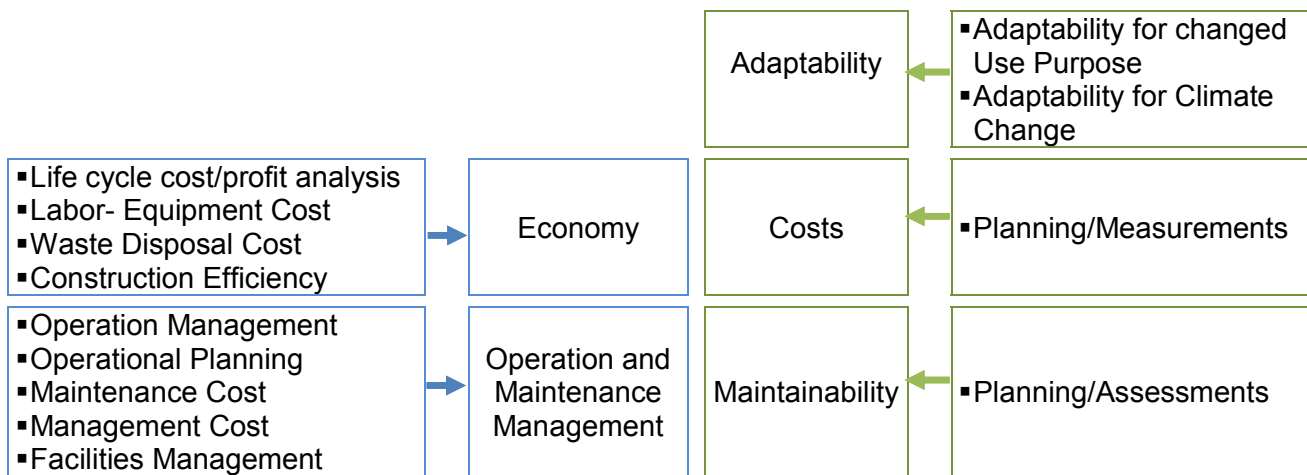 Adaptability
▪Adaptability for changed
Use Purpose
▪Adaptability for Climate
Change
▪Life cycle cost/profit analysis
▪Labor- Equipment Cost
▪Waste Disposal Cost
▪Construction Efficiency
Economy
Costs
▪Planning/Measurements
▪Operation Management
▪Operational Planning
▪Maintenance Cost
▪Management Cost
▪Facilities Management
Operation and
Maintenance
Management
Maintainability
▪Planning/Assessments